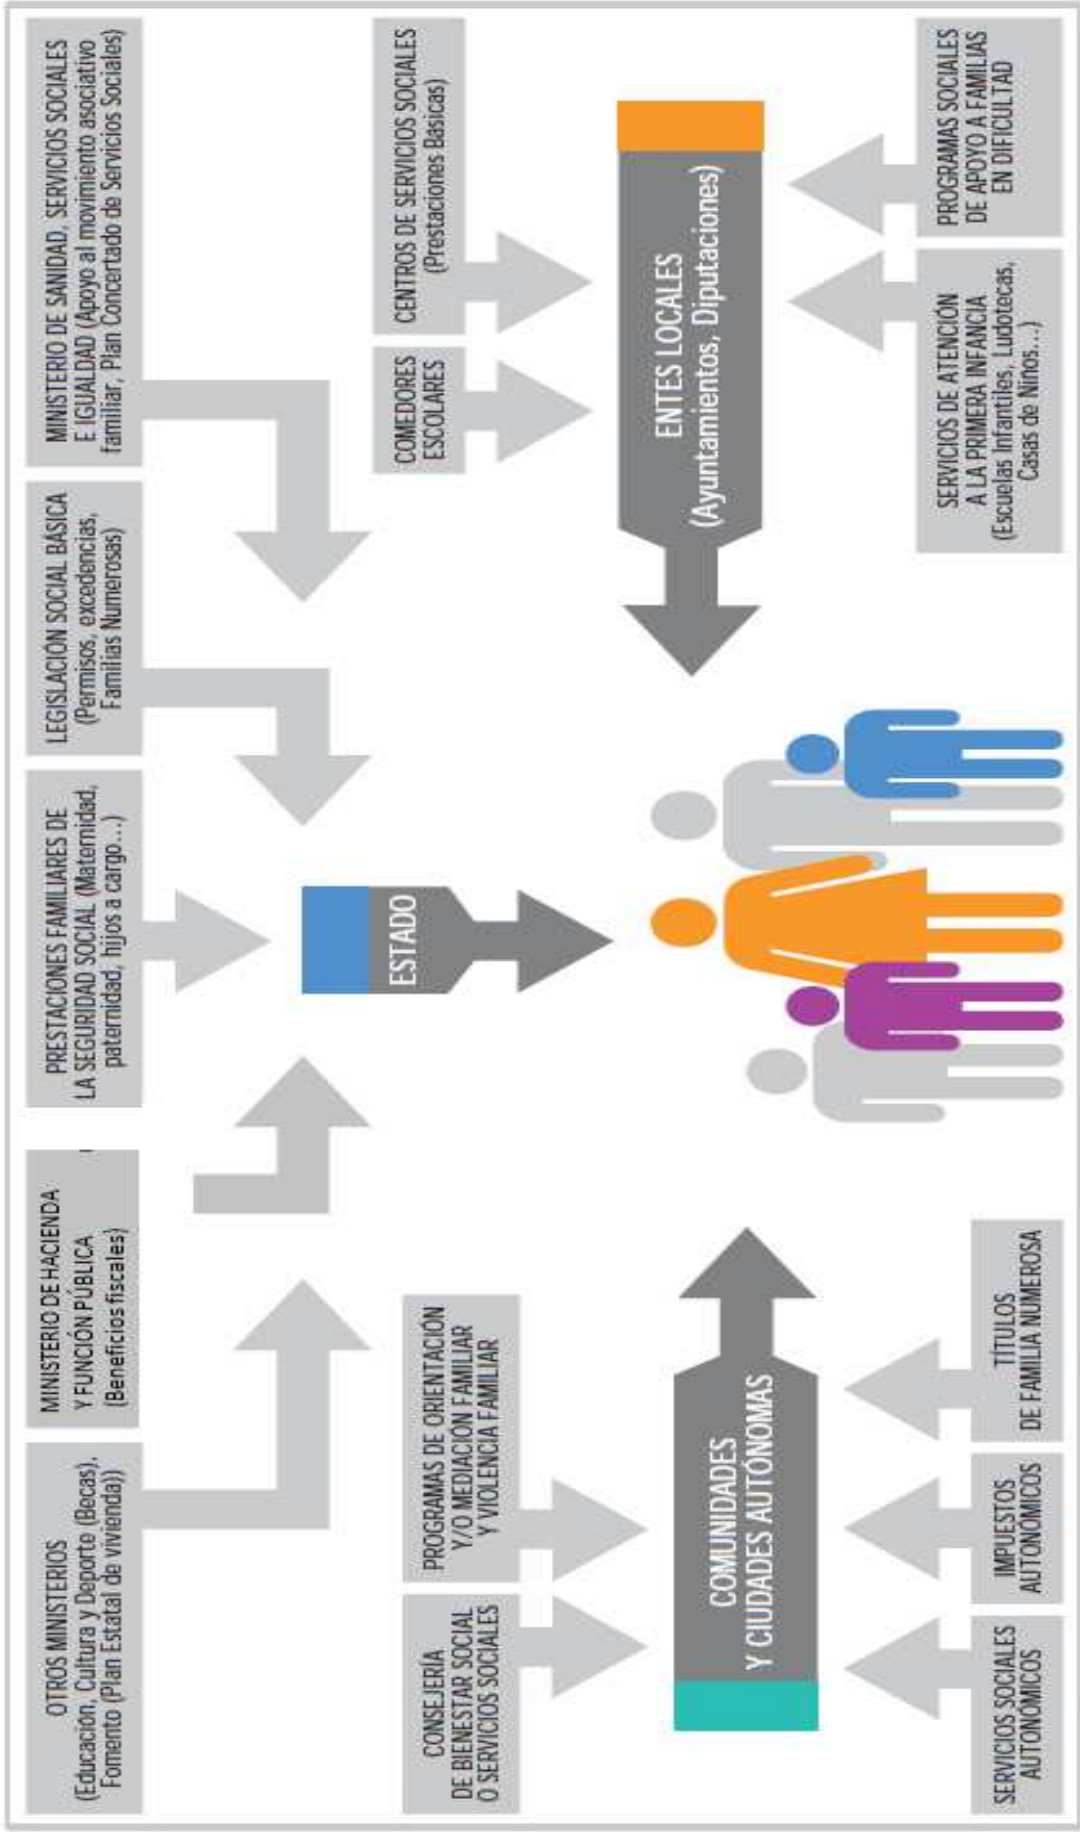 OTROS MINISTERIOS
(Educación, Cultura y Deporte (Becas),
Fomento (Plan Estatal de vivienda))
MINISTERIO DE HACIENDA
Y FUNCIÓN PÚBLICA
(Beneficios fiscales)
PRESTACIONES FAMILIARES DE
LA SEGURIDAD SOCIAL (Maternidad,
paternidad, hijos a cargo...)
LEGISLACIÓN SOCIAL BÁSICA
(Permisos, excedencias,
Familias Numerosas)
MINISTERIO DE SANIDAD, SERVICIOS SOCIALES
E IGUALDAD (Apoyo al movimiento asociativo
familiar, Plan Concertado de Servicios Sociales)
ESTADO
CONSEJERÍA
DE BIENESTAR SOCIAL
O SERVICIOS SOCIALES
PROGRAMAS DE ORIENTACIÓN
Y/O MEDIACIÓN FAMILIAR
Y VIOLENCIA FAMILIAR
COMUNIDADES
Y CIUDADES AUTÓNOMAS
SERVICIOS SOCIALES
AUTONÓMICOS
IMPUESTOS
AUTONÓMICOS
TÍTULOS
DE FAMILIA NUMEROSA
COMEDORES
ESCOLARES
CENTROS DE SERVICIOS SOCIALES
(Prestaciones Basicas)
ENTES LOCALES
(Ayuntamientos, Diputaciones)
SERVICIOS DE ATENCIÓN
A LA PRIMERA INFANCIA
(Escuelas Infantiles, Ludotecas,
Casas de Niños...)
PROGRAMAS SOCIALES
DE APOYO A FAMILIAS
EN DIFICULTAD